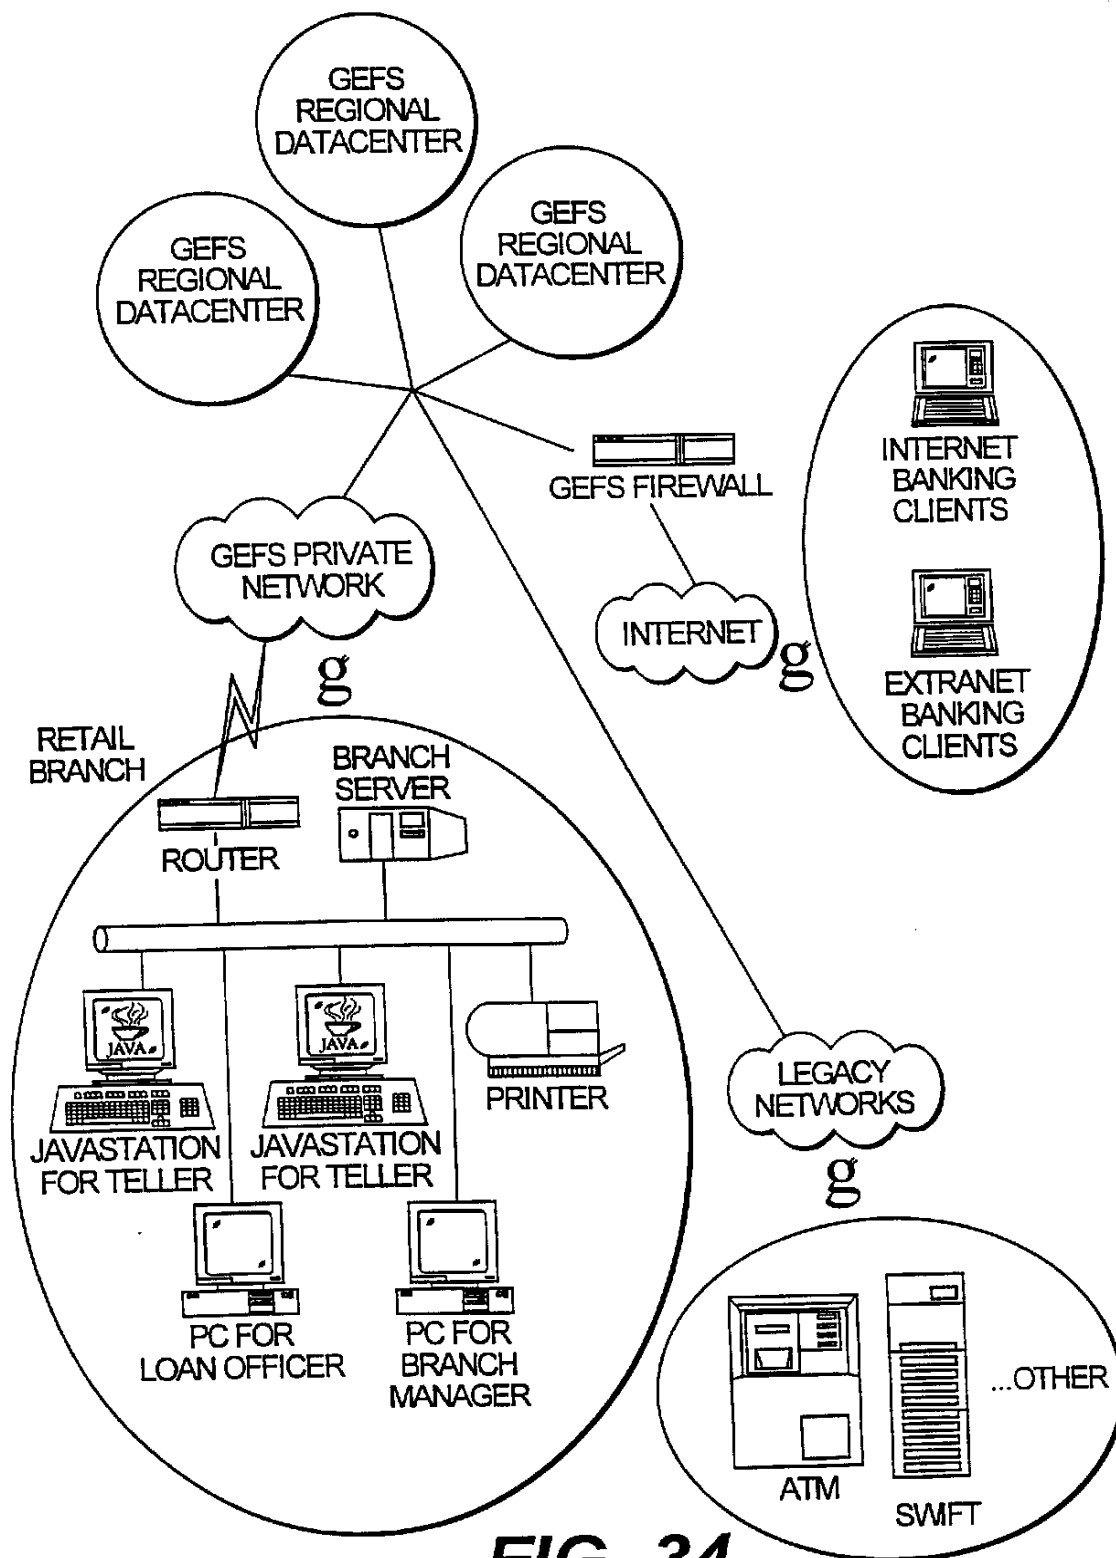 GEFS
REGIONAL
DATACENTER
GEFS
REGIONAL
DATACENTER
GEFS
REGIONAL
DATACENTER
INTERNET
BANKING
CLIENTS
GEFS FIREWALL
GEFS PRIVATE
NETWORK
INTERNET
g
g
EXTRANET
BANKING
CLIENTS
RETAIL
BRANCH
BRANCH
SERVER
ROUTER
JAVA
JAVA
PRINTER
LEGACY
NETWORKS
JAVASTATION
FOR TELLER
JAVASTATION
FOR TELLER
g
PC FOR
LOAN OFFICER
PC FOR
BRANCH
MANAGER
...OTHER
ATM
SWIFT
FIG. 34